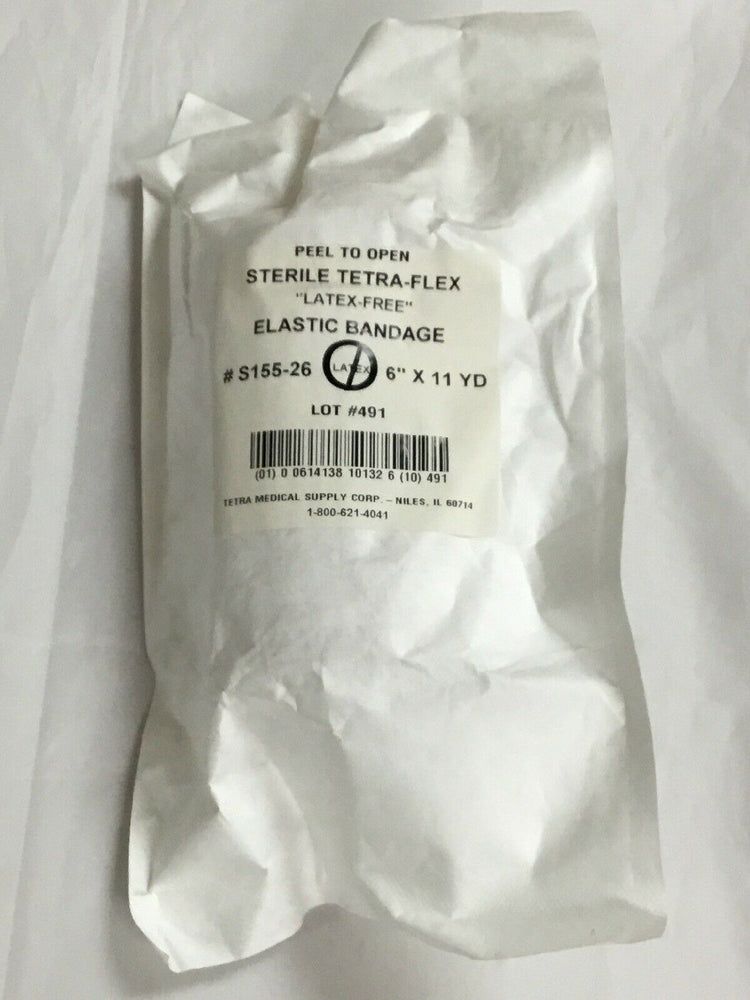 PEEL TO OPEN
STERILE TETRA-FLEX
"LATEX-FREE"
ELASTIC BANDAGE
# S155-26 LATEX 6" X 11 YD
LOT #491
(01) 0 0614138 10132 6 (10) 491
TETRA MEDICAL SUPPLY CORP. – NILES, IL 60714
1-800-621-4041